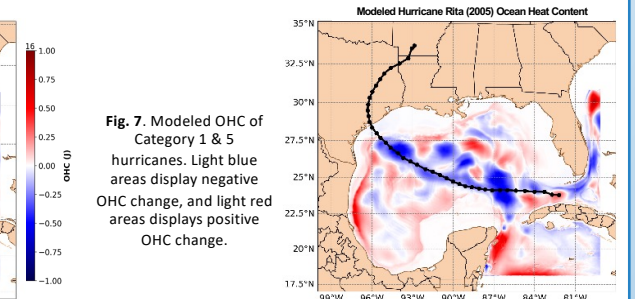 16
1.00
0.75
0.50
0.25
0.00
−0.25
−0.50
−0.75
−1.00
OHC (J)
Fig. 7. Modeled OHC of
Category 1 & 5
hurricanes. Light blue
areas display negative
OHC change, and light red
areas displays positive
OHC change.
Modeled Hurricane Rita (2005) Ocean Heat Content
35°N
32.5°N
30°N
27.5°N
25°N
22.5°N
20°N
17.5°N
99°W 96°W 93°W 90°W 87°W 84°W 81°W